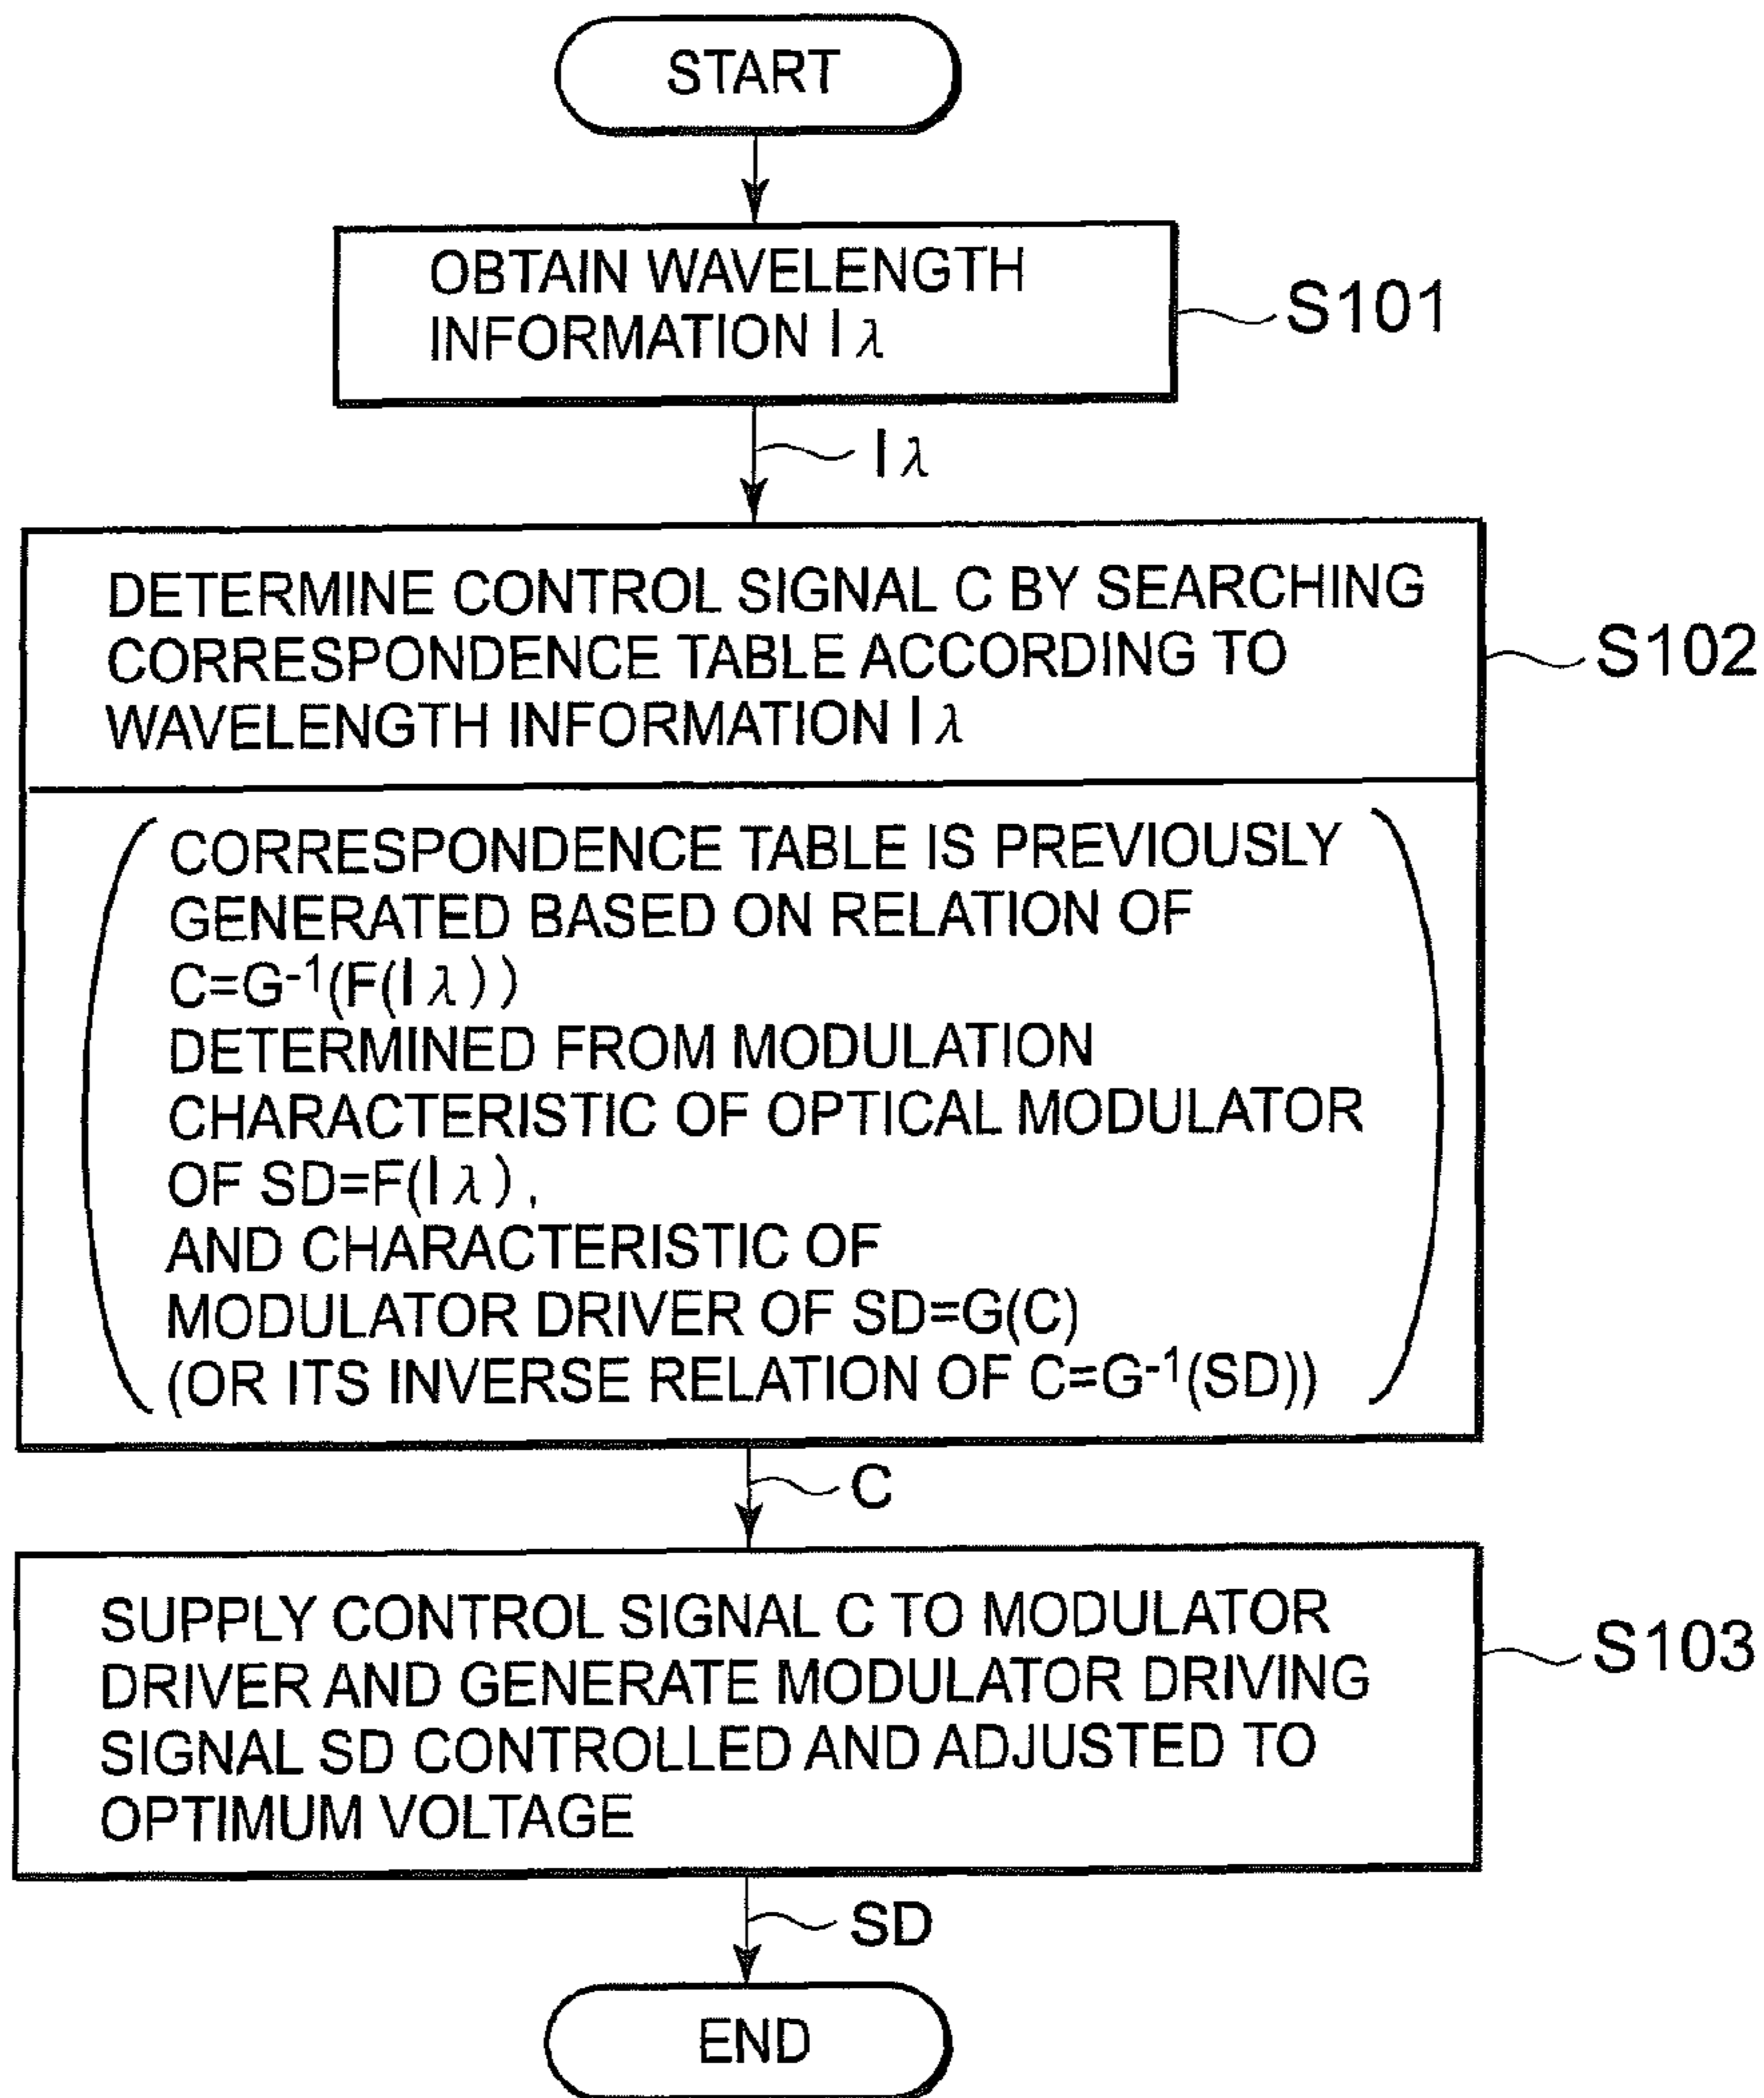 START
OBTAIN WAVELENGTH
INFORMATION Iλ
S101
Iλ
DETERMINE CONTROL SIGNAL C BY SEARCHING
CORRESPONDENCE TABLE ACCORDING TO
WAVELENGTH INFORMATION Iλ
S102
CORRESPONDENCE TABLE IS PREVIOUSLY
GENERATED BASED ON RELATION OF
C=G⁻¹(F(Iλ))
DETERMINED FROM MODULATION
CHARACTERISTIC OF OPTICAL MODULATOR
OF SD=F(Iλ),
AND CHARACTERISTIC OF
MODULATOR DRIVER OF SD=G(C)
(OR ITS INVERSE RELATION OF C=G⁻¹(SD))
C
SUPPLY CONTROL SIGNAL C TO MODULATOR
DRIVER AND GENERATE MODULATOR DRIVING
SIGNAL SD CONTROLLED AND ADJUSTED TO
OPTIMUM VOLTAGE
S103
SD
END